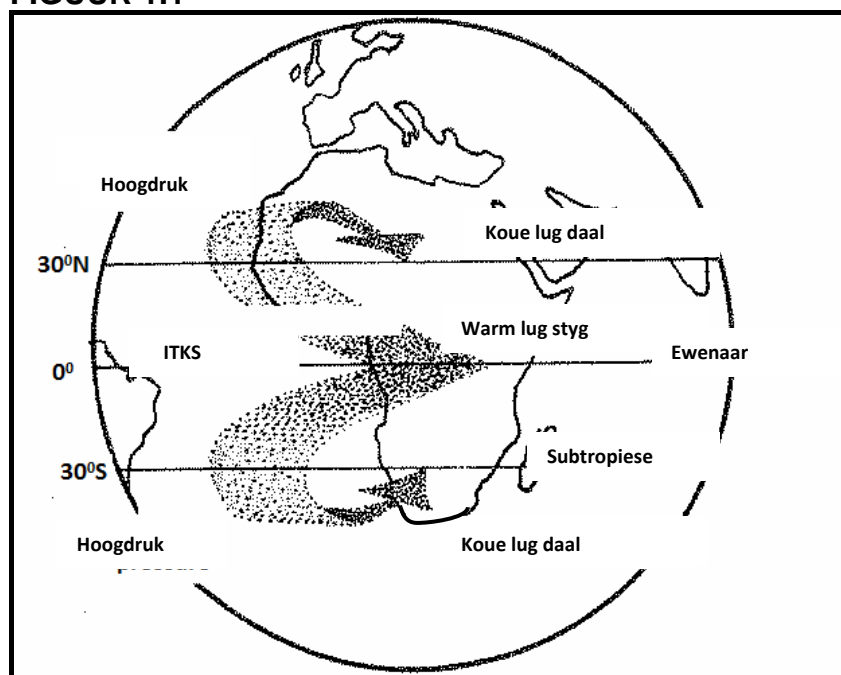 Hoogdruk
Koue lug daal
30⁰N
Warm lug styg
ITKS
Ewenaar
0⁰
Subtropiese
30⁰S
Hoogdruk
Koue lug daal